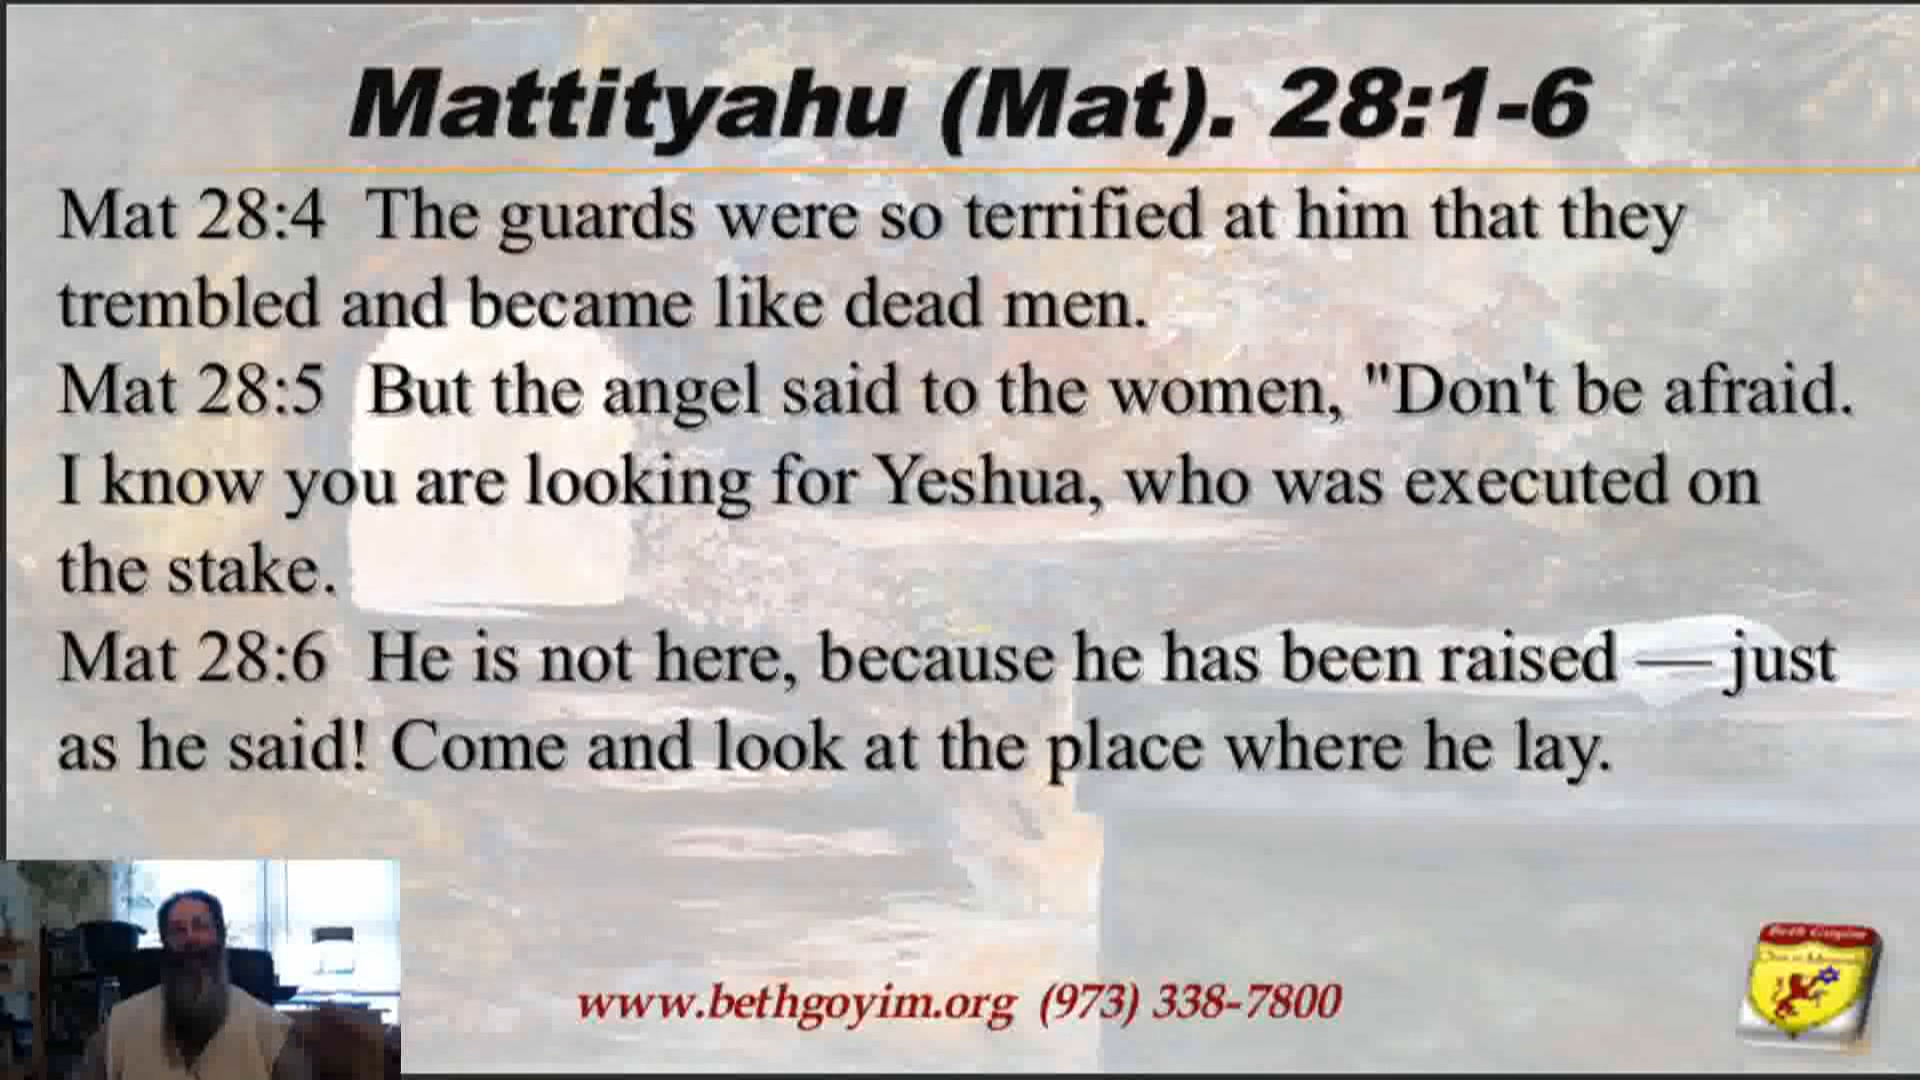 Mattityahu (Mat). 28:1-6
Mat 28:4 The guards were so terrified at him that they
trembled and became like dead men.
Mat 28:5 But the angel said to the women, "Don't be afraid.
I know you are looking for Yeshua, who was executed on
the stake.
Mat 28:6 He is not here, because he has been raised — just
as he said! Come and look at the place where he lay.
www.bethgoyim.org (973) 338-7800
Beth Goyim